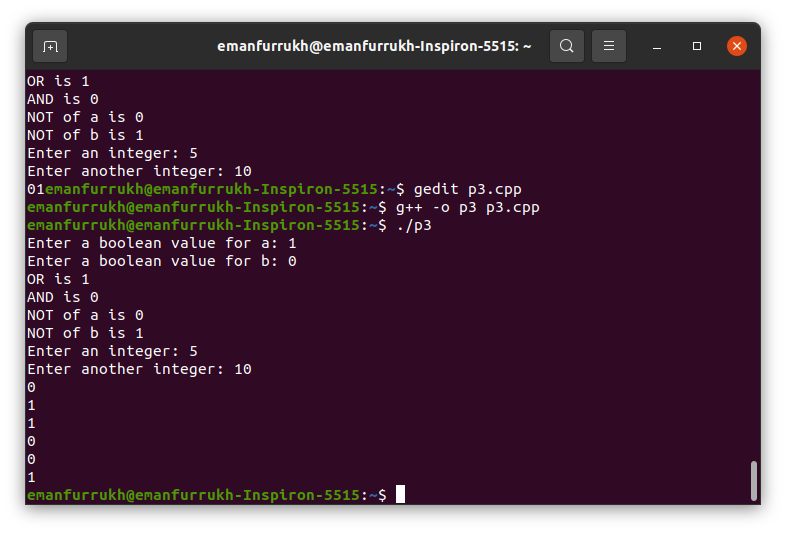 emanfurrukh@emanfurrukh-Inspiron-5515: ~
OR is 1
AND is 0
NOT of a is 0
NOT of b is 1
Enter an integer: 5
Enter another integer: 10
01emanfurrukh@emanfurrukh-Inspiron-5515:~$ gedit p3.cpp
emanfurrukh@emanfurrukh-Inspiron-5515:~$ g++ -o p3 p3.cpp
emanfurrukh@emanfurrukh-Inspiron-5515:~$ ./p3
Enter a boolean value for a: 1
Enter a boolean value for b: 0
OR is 1
AND is 0
NOT of a is 0
NOT of b is 1
Enter an integer: 5
Enter another integer: 10
0
1
1
0
0
1
emanfurrukh@emanfurrukh-Inspiron-5515:~$